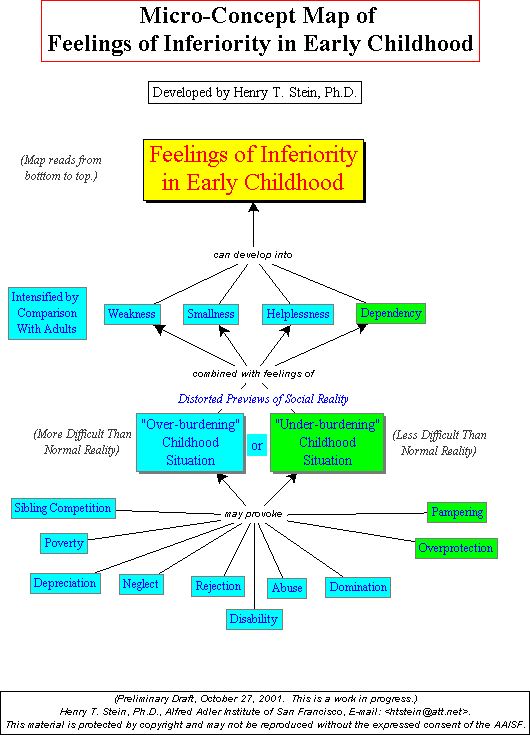 Micro-Concept Map of
Feelings of Inferiority in Early Childhood
Developed by Henry T. Stein, Ph.D.
(Map reads from
botttom to top.)
Feelings of Inferiority
in Early Childhood
can develop into
Intensified by
Comparison
With Adults
Weakness
Smallness
Helplessness
Dependency
combined with feelings of
Distorted Previews of Social Reality
(More Difficult Than
Normal Reality)
"Over-burdening"
Childhood
Situation
or
"Under-burdening"
Childhood
Situation
(Less Difficult Than
Normal Reality)
may provoke
Sibling Competition
Pampering
Poverty
Overprotection
Depreciation
Neglect
Rejection
Abuse
Domination
Disability
(Preliminary Draft, October 27, 2001. This is a work in progress.)
Henry T. Stein, Ph.D., Alfred Adler Institute of San Francisco, E-mail: <htstein@att.net>.
This material is protected by copyright and may not be reproduced without the expressed consent of the AAISF.